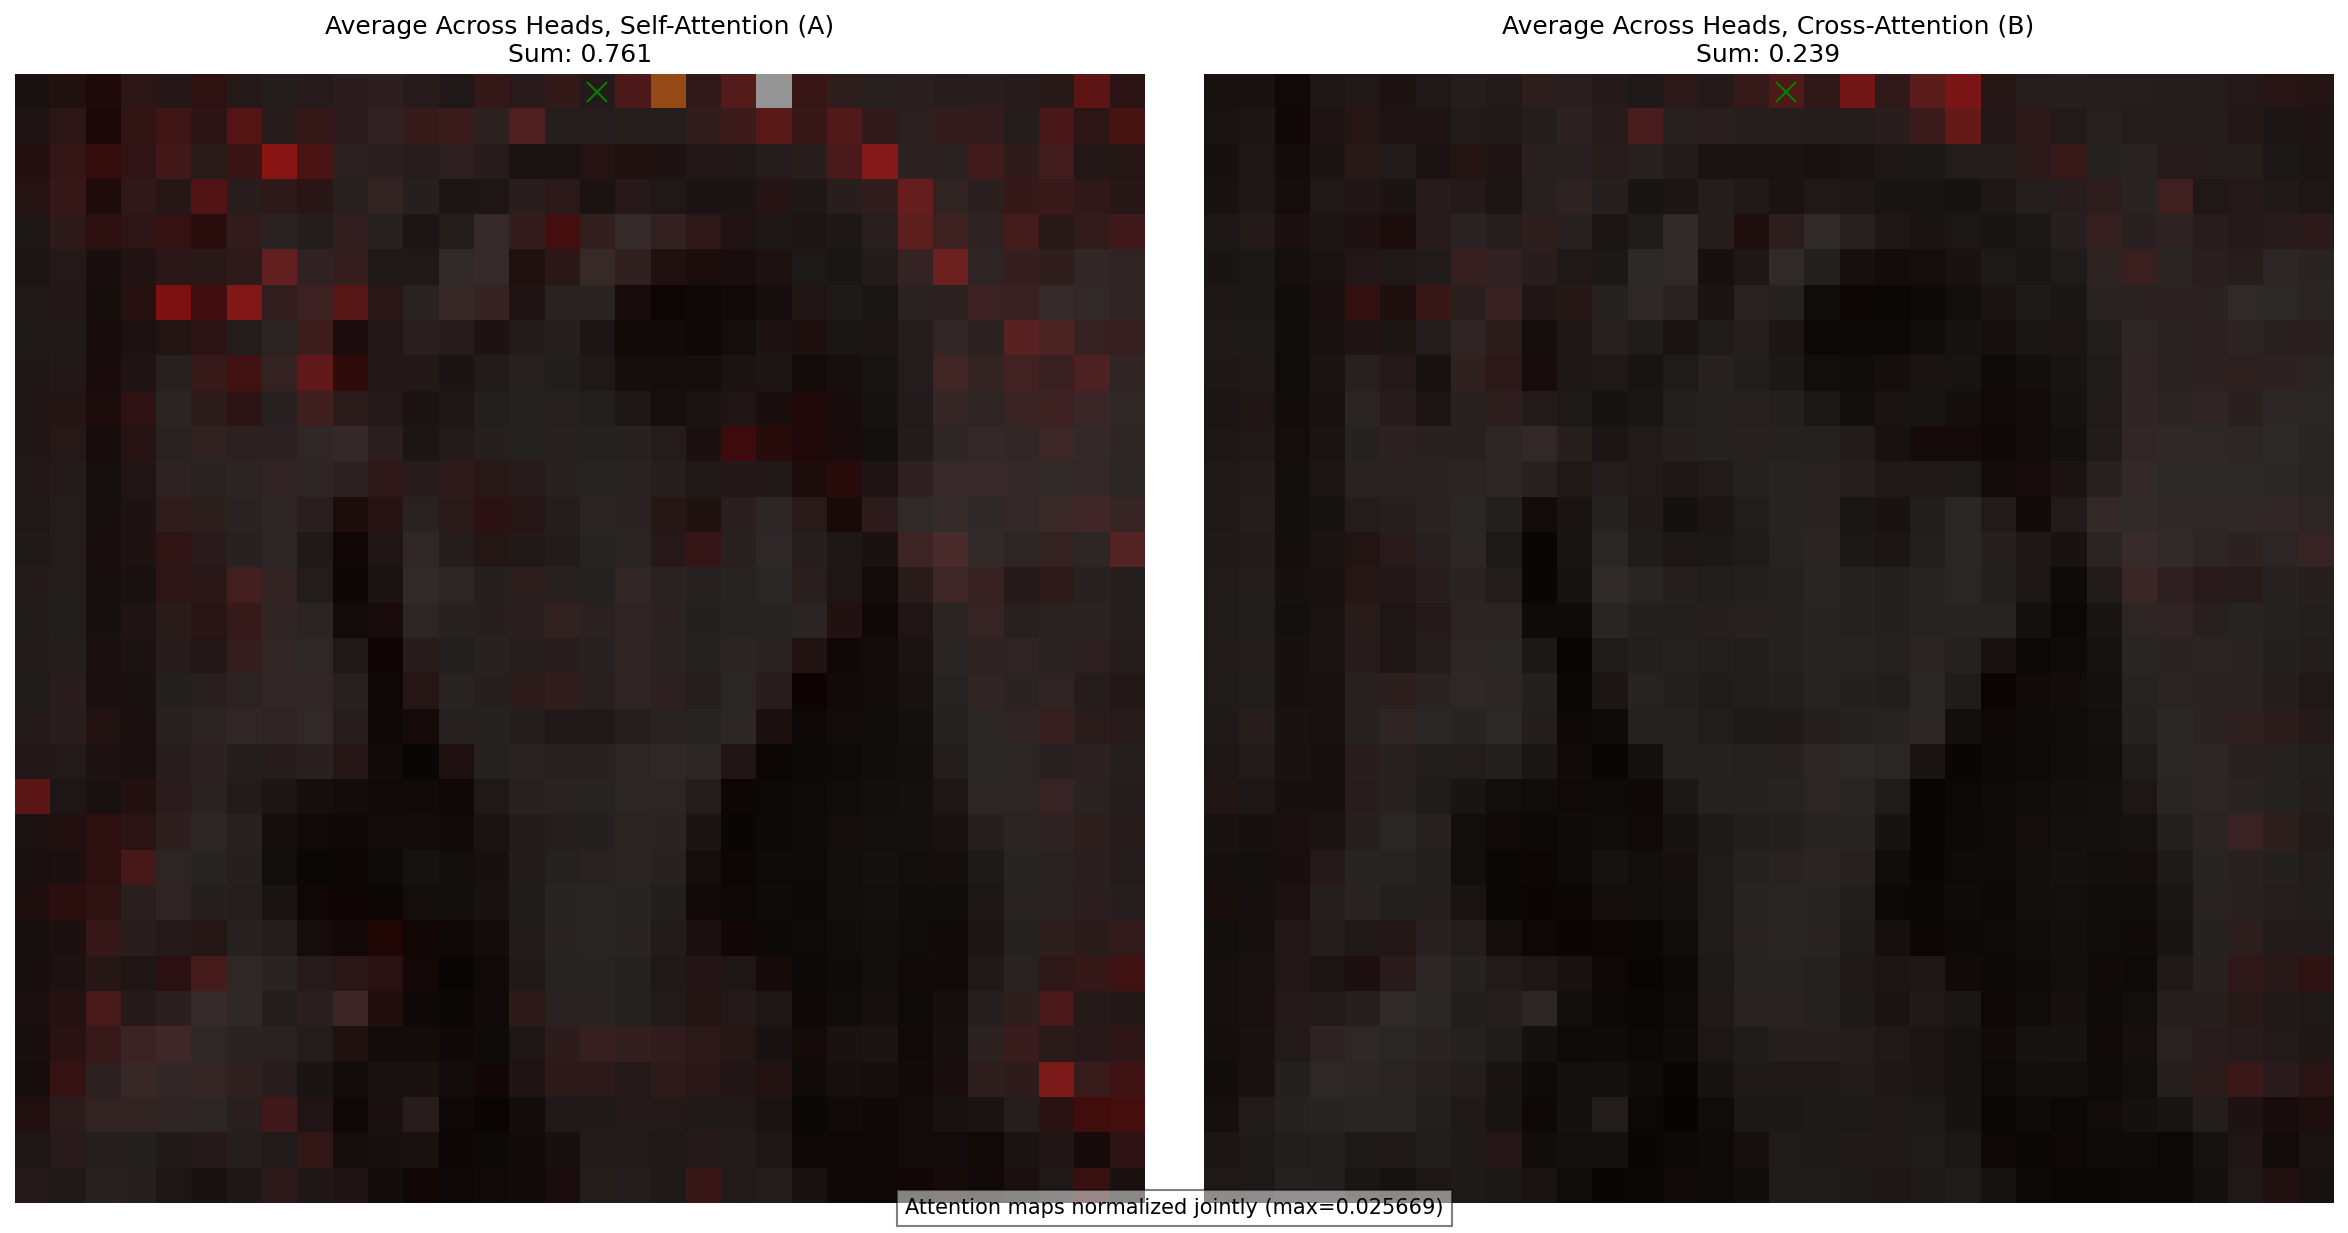 Average Across Heads, Self-Attention (A)
Sum: 0.761
Average Across Heads, Cross-Attention (B)
Sum: 0.239
Attention maps normalized jointly (max=0.025669)